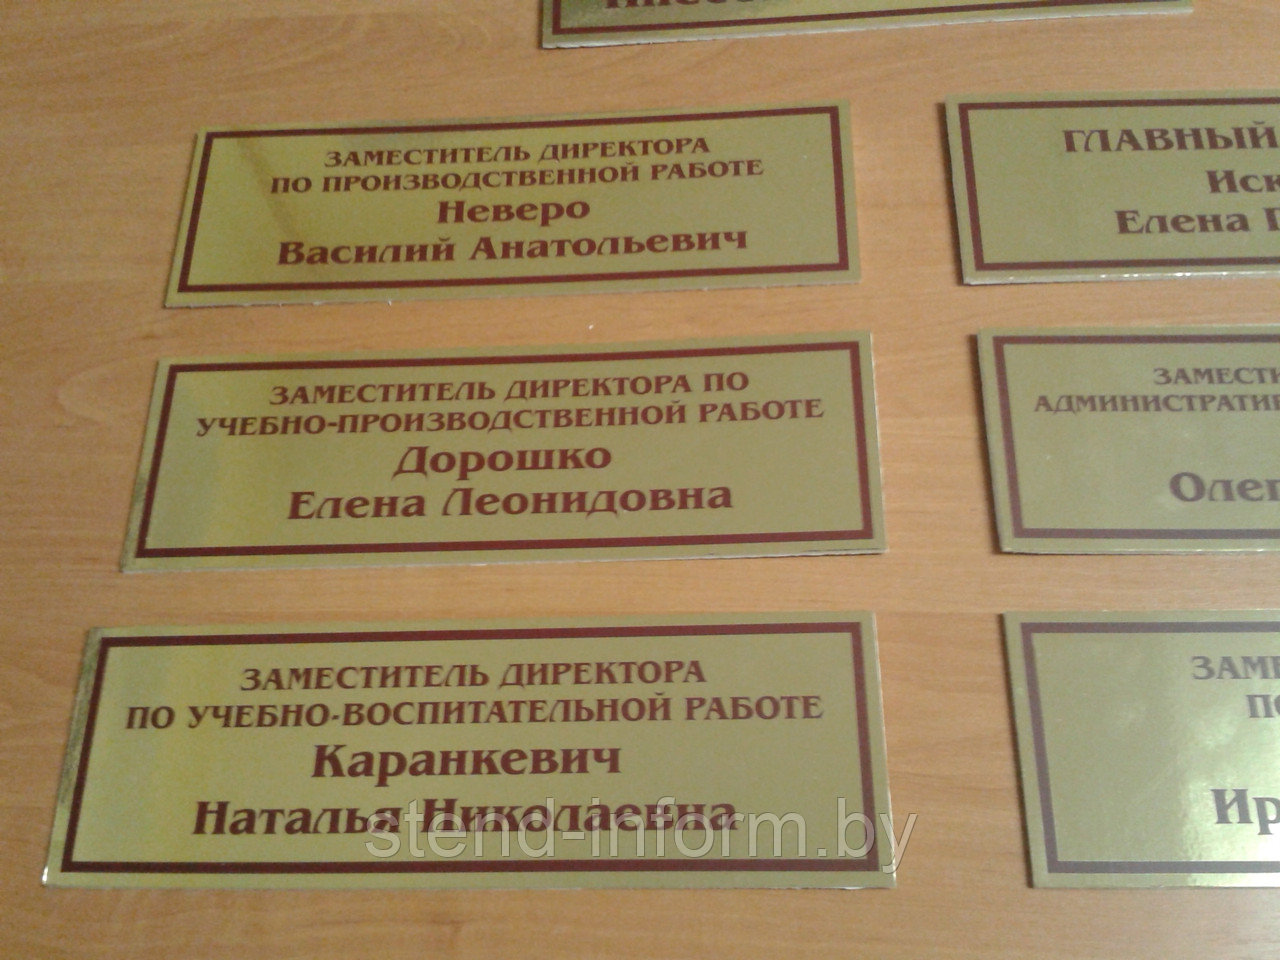 ЗАМЕСТИТЕЛЬ ДИРЕКТОРА
ПО ПРОИЗВОДСТВЕННОЙ РАБОТЕ
Неверо
Василий Анатольевич
ГЛАВНЫЙ
Елена
ЗАМЕСТИТЕЛЬ ДИРЕКТОРА ПО
УЧЕБНО-ПРОИЗВОДСТВЕННОЙ РАБОТЕ
Дорошко
Елена Леонидовна
ЗАМЕСТИТЕЛЬ ДИРЕКТОРА
ПО УЧЕБНО-ВОСПИТАТЕЛЬНОЙ РАБОТЕ
Каранкевич
Наталья Николаевна
stend-inform.by